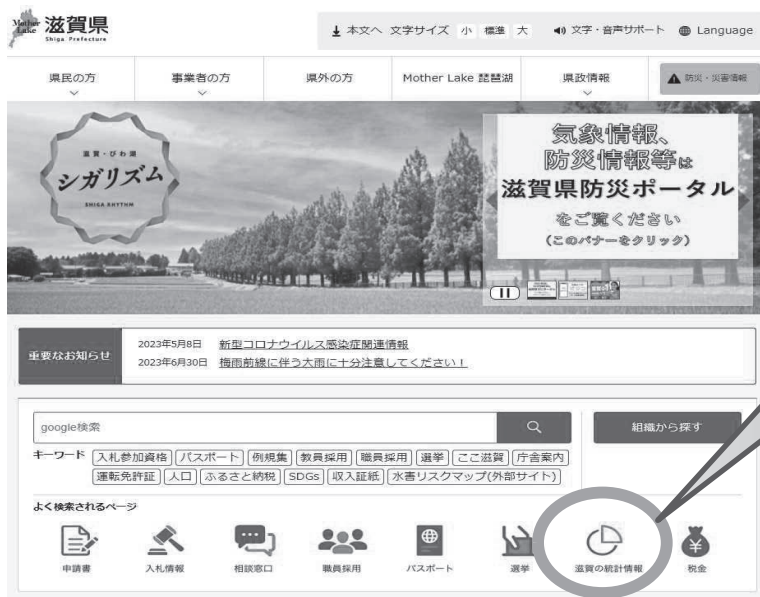 Mother Lake 滋賀県
Shiga Prefecture
本文へ 文字サイズ 小 標準 大 文字・音声サポート Language
県民の方 事業者の方 県外の方 Mother Lake 琵琶湖 県政情報 防災・災害情報
滋賀・びわ湖
シガリズム
SHIGA RHYTHM
気象情報、
防災情報等は
滋賀県防災ポータル
をご覧ください
(このバナーをクリック)
重要なお知らせ
2023年5月8日 新型コロナウイルス感染症関連情報
2023年6月30日 梅雨前線に伴う大雨に十分注意してください!
google検索 組織から探す
キーワード 入札参加資格 パスポート 例規集 教員採用 職員採用 選挙 ここ滋賀 庁舎案内
運転免許証 人口 ふるさと納税 SDGs 収入証紙 水害リスクマップ(外部サイト)
よく検索されるページ
申請書 入札情報 相談窓口 職員採用 パスポート 選挙 滋賀の統計情報 税金